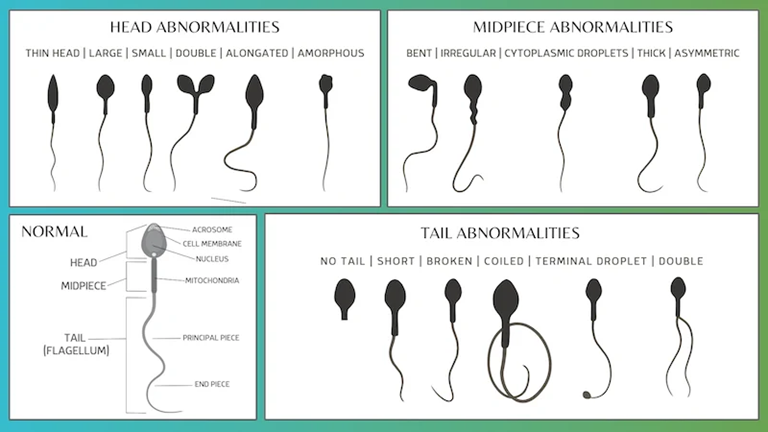 HEAD ABNORMALITIES
THIN HEAD | LARGE | SMALL | DOUBLE | ALONGATED | AMORPHOUS
MIDPIECE ABNORMALITIES
BENT | IRREGULAR | CYTOPLASMIC DROPLETS | THICK | ASYMMETRIC
NORMAL
ACROSOME
CELL MEMBRANE
NUCLEUS
HEAD
MITOCHONDRIA
MIDPIECE
TAIL
(FLAGELLUM)
PRINCIPAL PIECE
END PIECE
TAIL ABNORMALITIES
NO TAIL | SHORT | BROKEN | COILED | TERMINAL DROPLET | DOUBLE